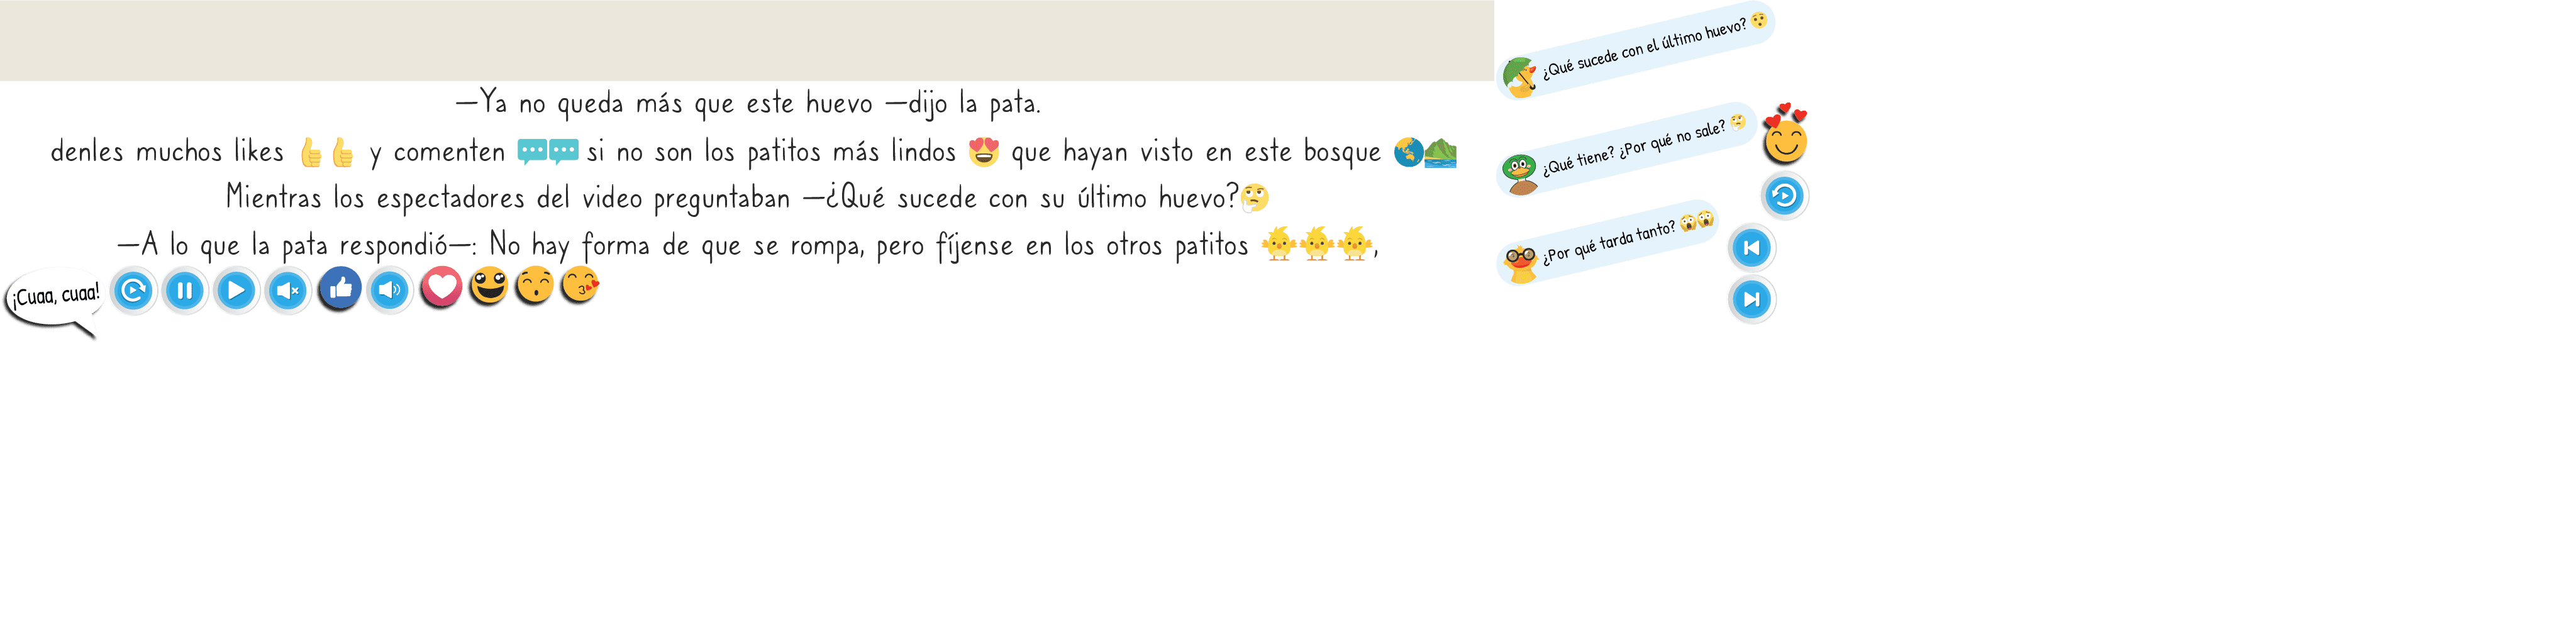 —Ya no queda más que este huevo —dijo la pata.
denles muchos likes 👍👍 y comenten 💬💬 si no son los patitos más lindos 😍 que hayan visto en este bosque 🌏🏞️
Mientras los espectadores del video preguntaban —¿Qué sucede con su último huevo?🤔
—A lo que la pata respondió—: No hay forma de que se rompa, pero fíjense en los otros patitos 🐥🐥🐥,
¡Cuaa, cuaa!
¿Qué sucede con el último huevo? 😯
¿Qué tiene? ¿Por qué no sale? 🤔
¿Por qué tarda tanto? 😱😱